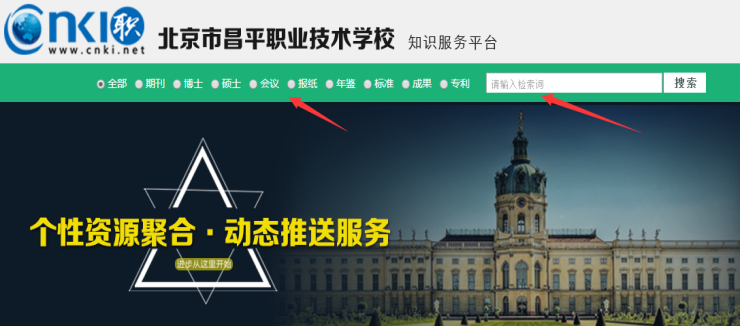 cnki 职
www.cnki.net
北京市昌平职业技术学校 知识服务平台
全部 期刊 博士 硕士 会议 报纸 年鉴 标准 成果 专利 请输入检索词 搜索
个性资源聚合·动态推送服务
进步从这里开始